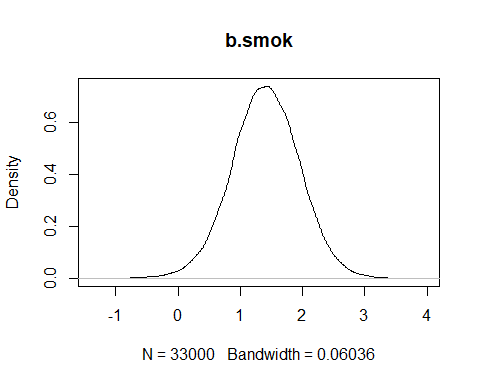 b.smok
Density
0.6
0.4
0.2
0.0
-1 0 1 2 3 4
N = 33000 Bandwidth = 0.06036